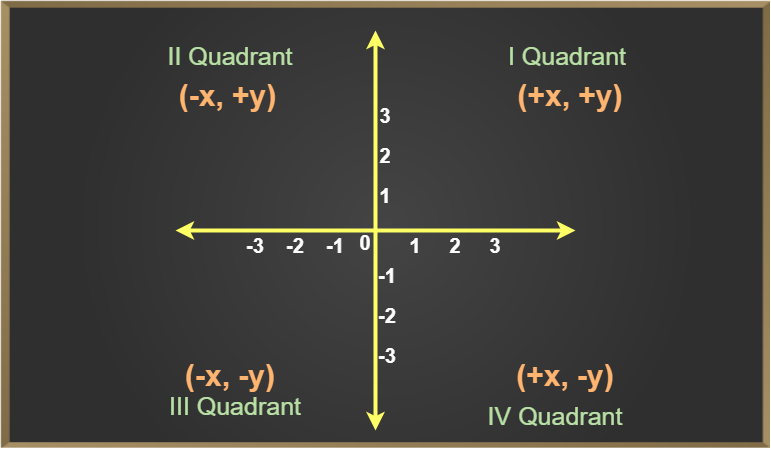 II Quadrant
I Quadrant
(-x, +y)
(+x, +y)
3
2
1
-3 -2 -1 0 1 2 3
-1
-2
-3
(-x, -y)
(+x, -y)
III Quadrant
IV Quadrant